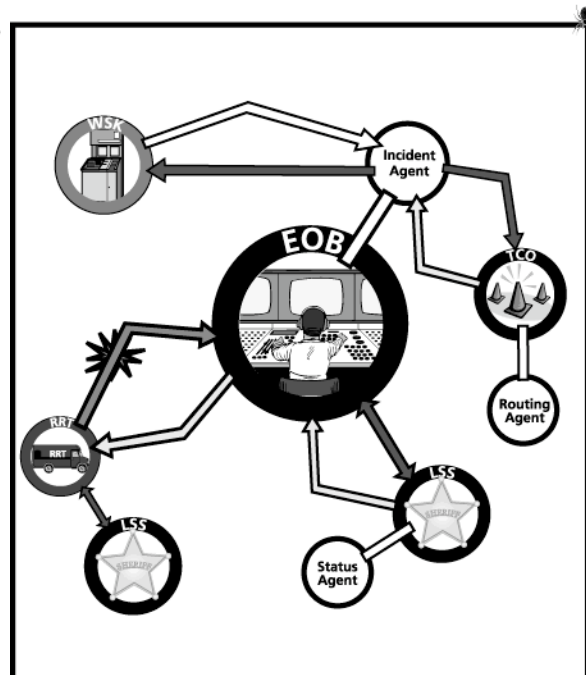 WSK
Incident
Agent
EOB
TCO
Routing
Agent
RRT
RRT
LSS
SHERIFF
LSS
SHERIFF
Status
Agent